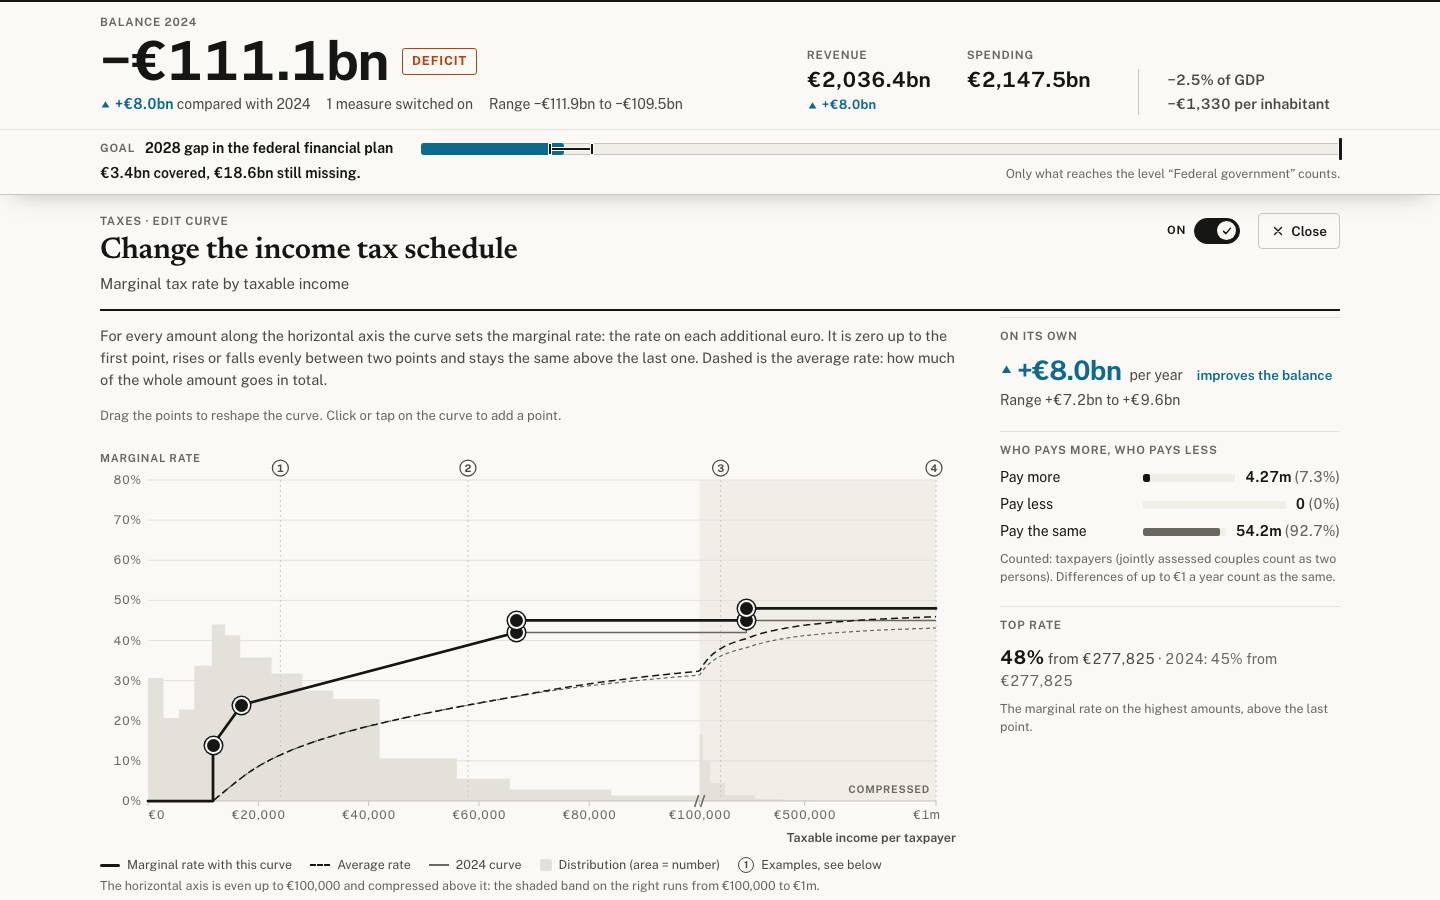 BALANCE 2024
−€111.1bn DEFICIT
▲ +€8.0bn compared with 2024 1 measure switched on Range −€111.9bn to −€109.5bn
REVENUE
€2,036.4bn
▲ +€8.0bn
SPENDING
€2,147.5bn
−2.5% of GDP
−€1,330 per inhabitant
GOAL 2028 gap in the federal financial plan
€3.4bn covered, €18.6bn still missing.
Only what reaches the level “Federal government” counts.
TAXES · EDIT CURVE
Change the income tax schedule
Marginal tax rate by taxable income
ON
✕ Close
For every amount along the horizontal axis the curve sets the marginal rate: the rate on each additional euro. It is zero up to the
first point, rises or falls evenly between two points and stays the same above the last one. Dashed is the average rate: how much
of the whole amount goes in total.
Drag the points to reshape the curve. Click or tap on the curve to add a point.
MARGINAL RATE
1 2 3 4
80%
70%
60%
50%
40%
30%
20%
10%
0%
COMPRESSED
€0 €20,000 €40,000 €60,000 €80,000 €100,000 €500,000 €1m
Taxable income per taxpayer
Marginal rate with this curve Average rate 2024 curve Distribution (area = number) 1 Examples, see below
The horizontal axis is even up to €100,000 and compressed above it: the shaded band on the right runs from €100,000 to €1m.
ON ITS OWN
▲ +€8.0bn per year improves the balance
Range +€7.2bn to +€9.6bn
WHO PAYS MORE, WHO PAYS LESS
Pay more 4.27m (7.3%)
Pay less 0 (0%)
Pay the same 54.2m (92.7%)
Counted: taxpayers (jointly assessed couples count as two
persons). Differences of up to €1 a year count as the same.
TOP RATE
48% from €277,825 · 2024: 45% from
€277,825
The marginal rate on the highest amounts, above the last
point.